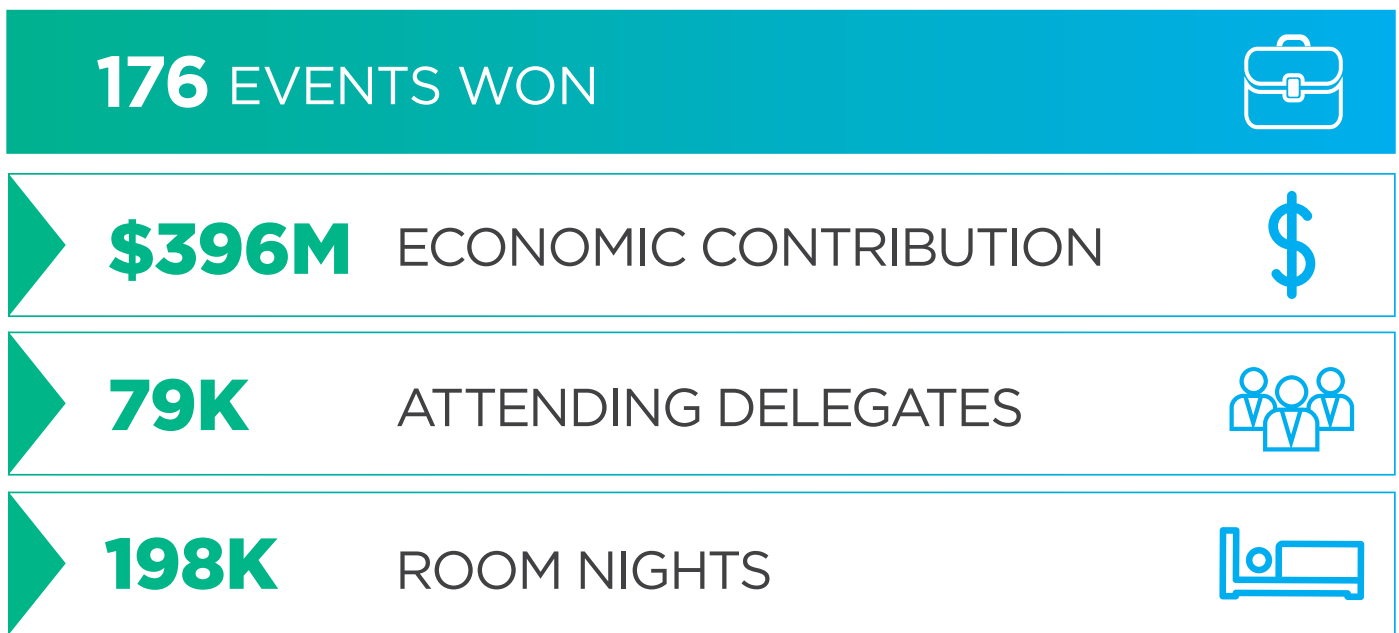 176 EVENTS WON
$396M ECONOMIC CONTRIBUTION
79K ATTENDING DELEGATES
198K ROOM NIGHTS